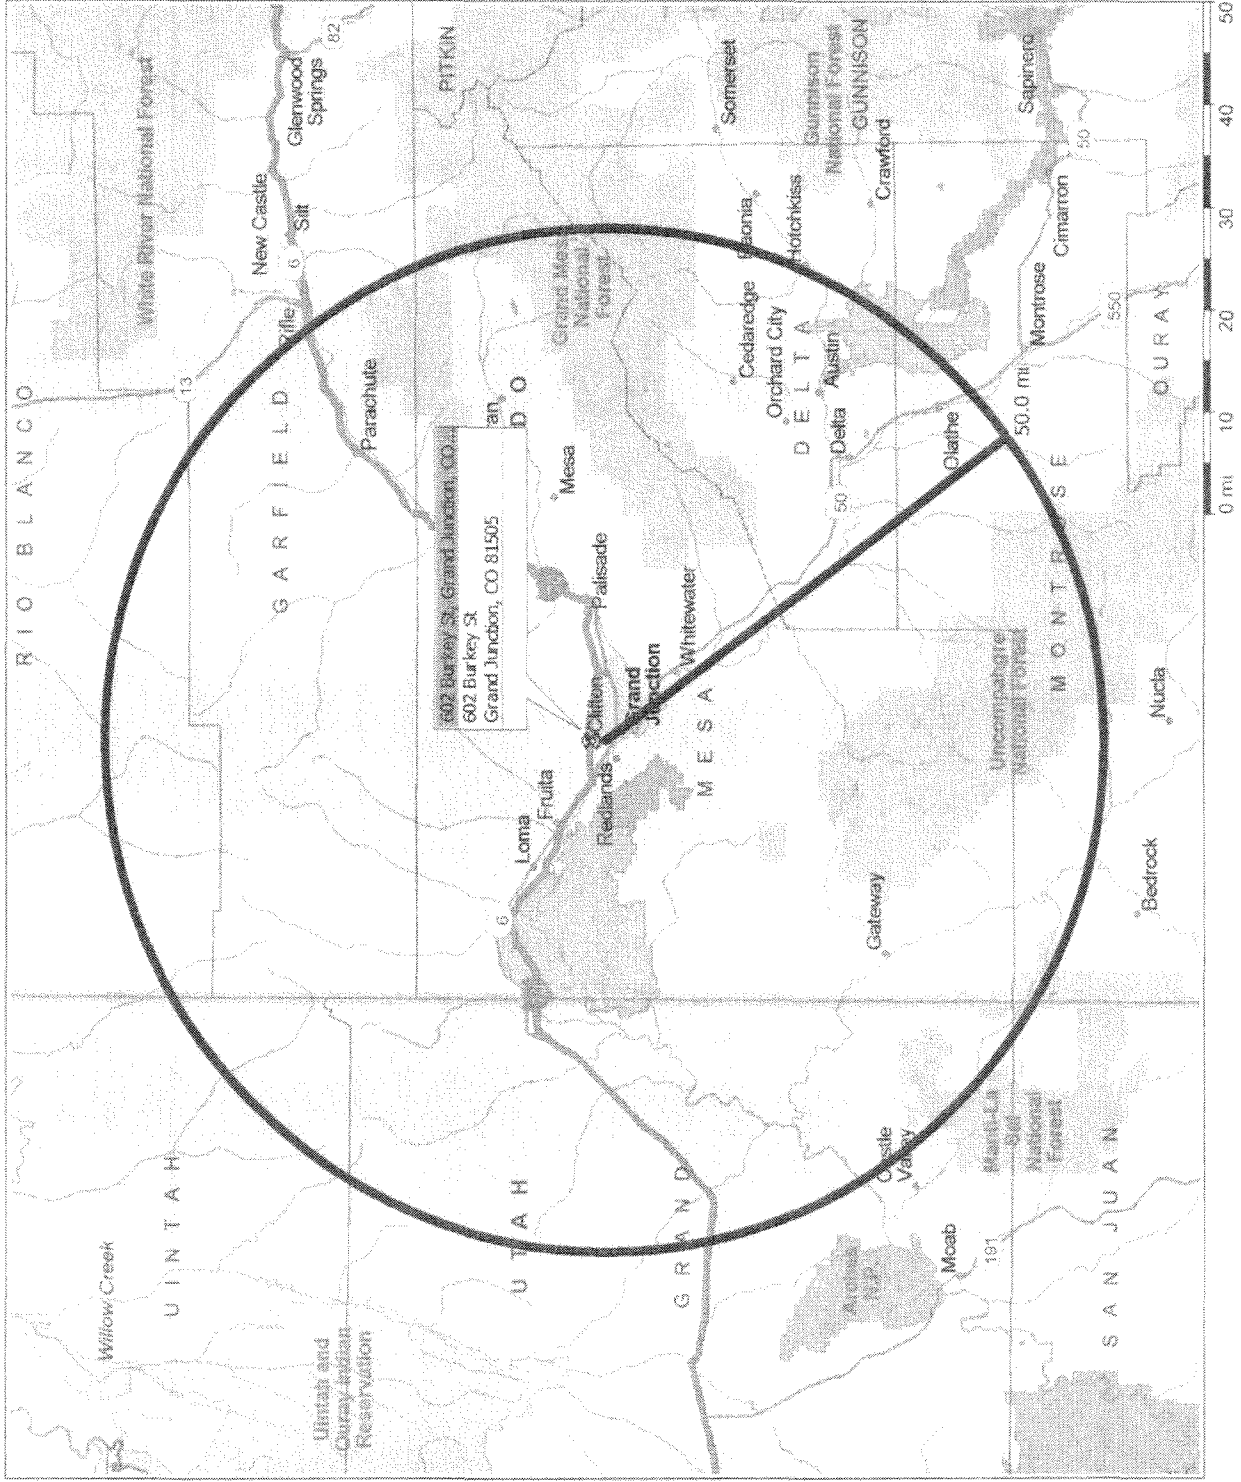 RIO BLANCO
Willow Creek
White River National Forest
UINTAH
13
New Castle
GARFIELD
Rifle
6
Silt
Glenwood
Springs
82
Uintah and
Ouray Indian
Reservation
Parachute
PITKIN
602 Burkey St, Grand Junction, CO...
602 Burkey St
Grand Junction, CO 81505
an
DO
UTAH
6
Loma
Fruita
Mesa
Grand Mes
National
Forest
Clifton
Palisade
Redlands
Grand
Junction
Whitewater
GRAND
MESA
Somerset
Paonia
Cedaredge
Hotchkiss
Orchard City
DELTA
Austin
Delta
50
Gunnison
National Forest
GUNNISON
Crawford
Arches
N.P.
Gateway
Castle
Valley
Moab
191
Olathe
Manti-La
Sal
National
Forest
Uncompahgre
National Forest
50.0 mi
Montrose
Cimarron
Sapinero
50
MONTROSE
SAN JUAN
550
OURAY
Bedrock
Nucla
0 mi
10
20
30
40
50